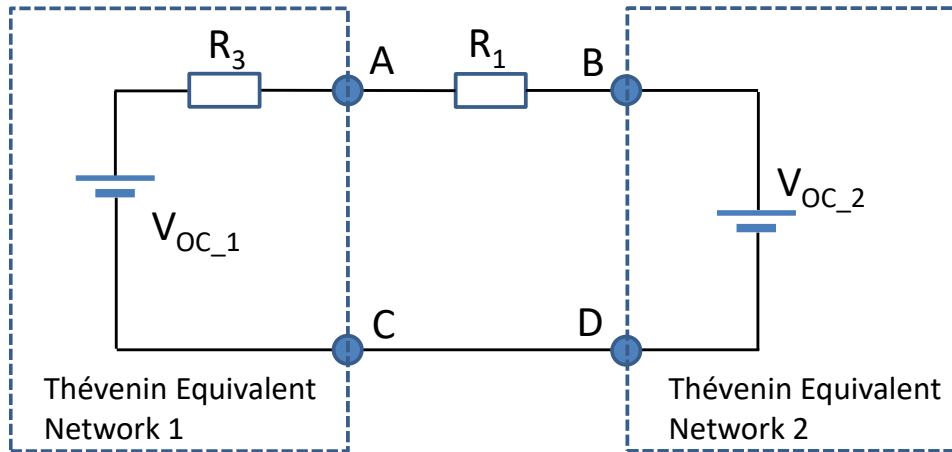 R3
A
R1
B
VOC_1
VOC_2
C
D
Thévenin Equivalent
Network 1
Thévenin Equivalent
Network 2